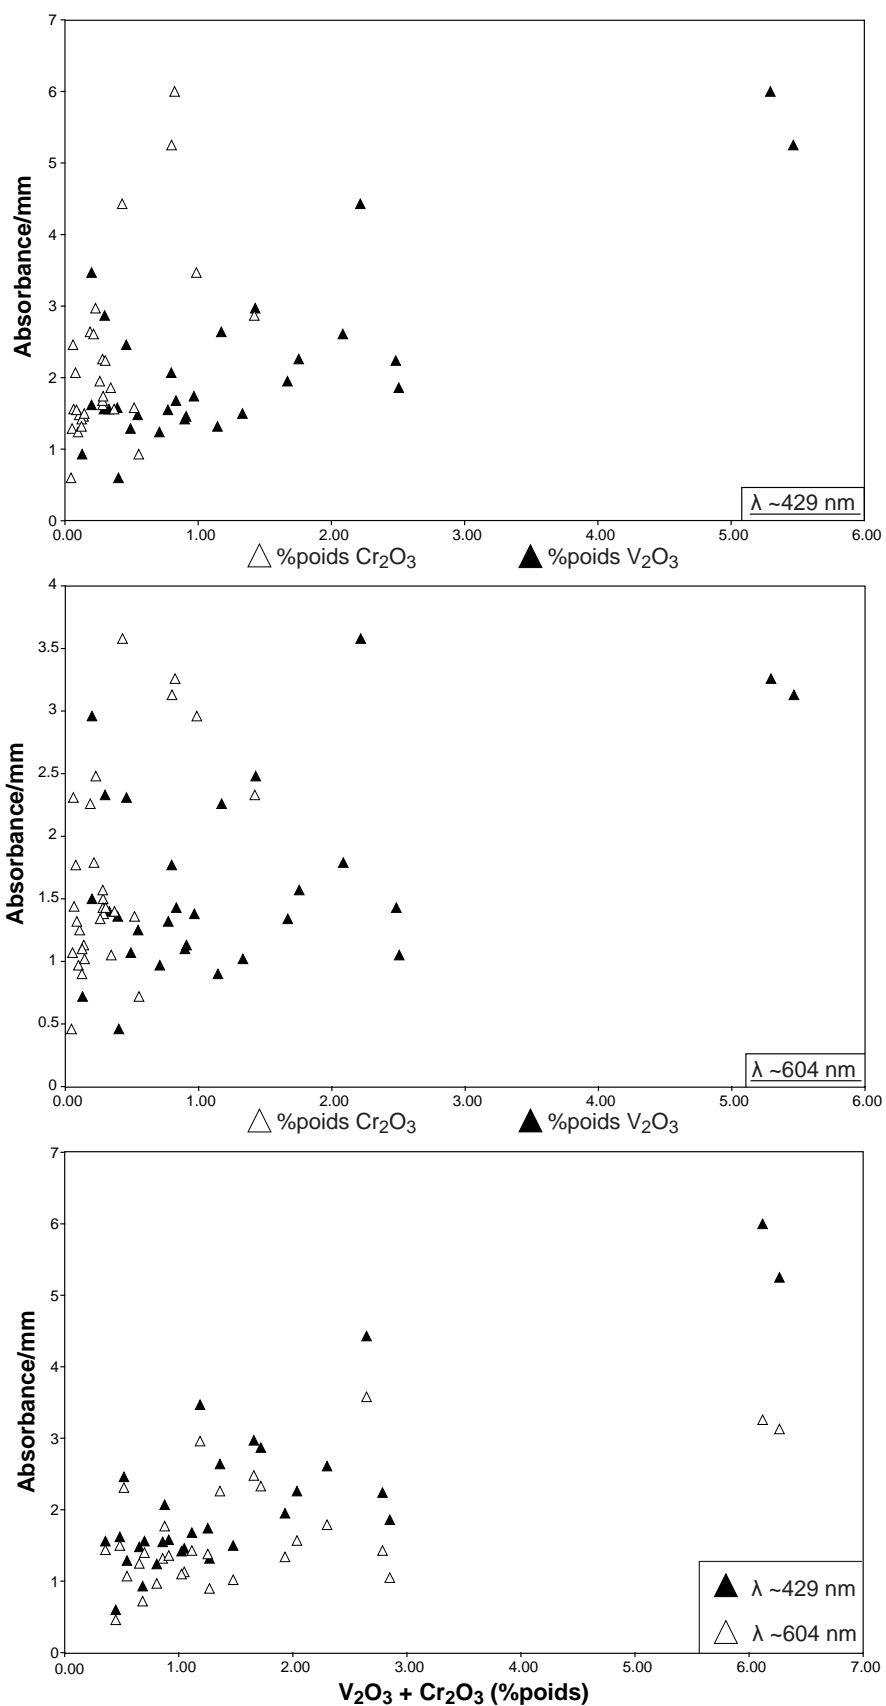 7
6
5
4
3
2
1
0
Absorbance/mm
λ ~429 nm
0.00 1.00 2.00 3.00 4.00 5.00 6.00
%poids Cr₂O₃ %poids V₂O₃
4
3.5
3
2.5
2
1.5
1
0.5
0
Absorbance/mm
λ ~604 nm
0.00 1.00 2.00 3.00 4.00 5.00 6.00
%poids Cr₂O₃ %poids V₂O₃
7
6
5
4
3
2
1
0
Absorbance/mm
λ ~429 nm
λ ~604 nm
0.00 1.00 2.00 3.00 4.00 5.00 6.00 7.00
V₂O₃ + Cr₂O₃ (%poids)